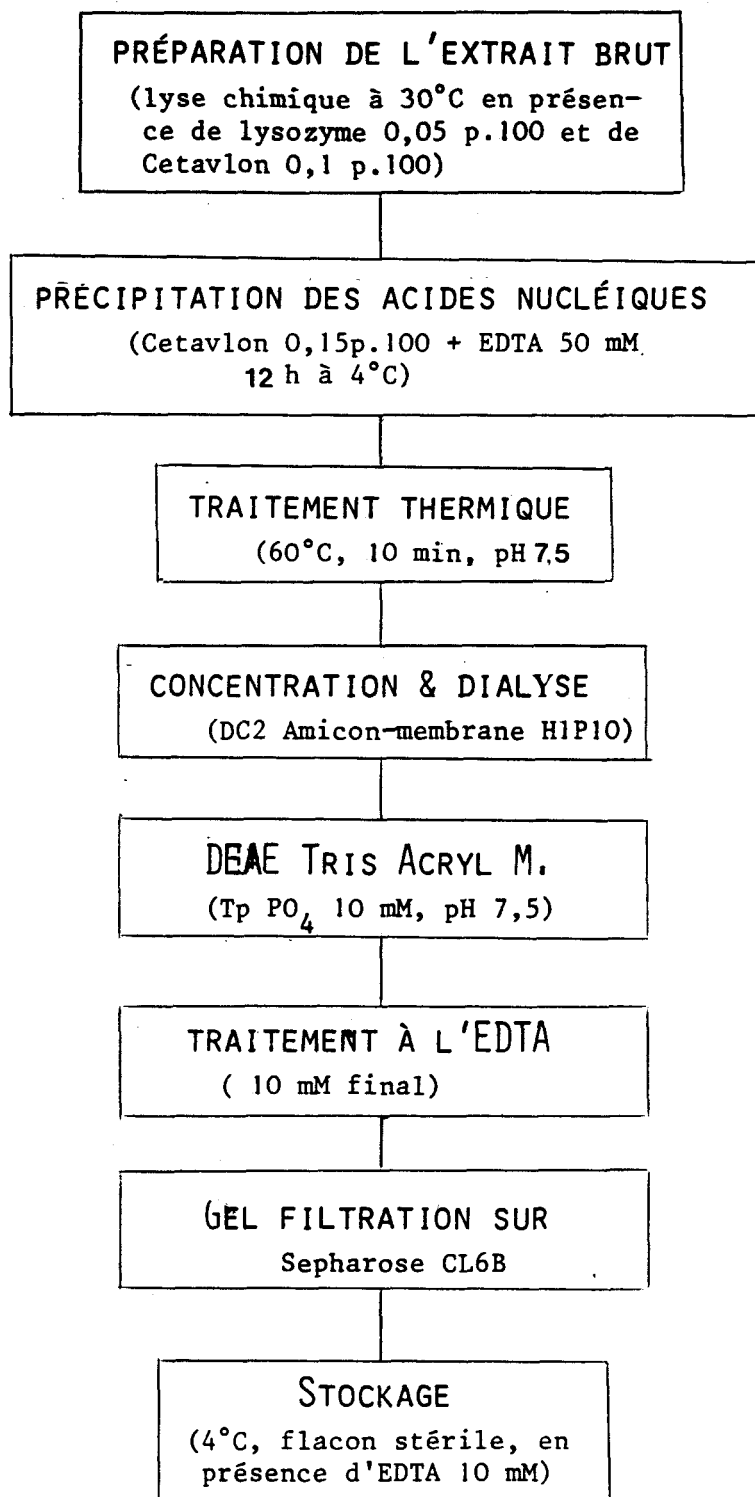 PRÉPARATION DE L'EXTRAIT BRUT
(lyse chimique à 30°C en présen-
ce de lysozyme 0,05 p.100 et de
Cetavlon 0,1 p.100)
PRÉCIPITATION DES ACIDES NUCLÉIQUES
(Cetavlon 0,15p.100 + EDTA 50 mM
12 h à 4°C)
TRAITEMENT THERMIQUE
(60°C, 10 min, pH 7,5
CONCENTRATION & DIALYSE
(DC2 Amicon-membrane H1P10)
DEAE TRIS ACRYL M.
(Tp PO4 10 mM, pH 7,5)
TRAITEMENT À L'EDTA
( 10 mM final)
GEL FILTRATION SUR
Sepharose CL6B
STOCKAGE
(4°C, flacon stérile, en
présence d'EDTA 10 mM)